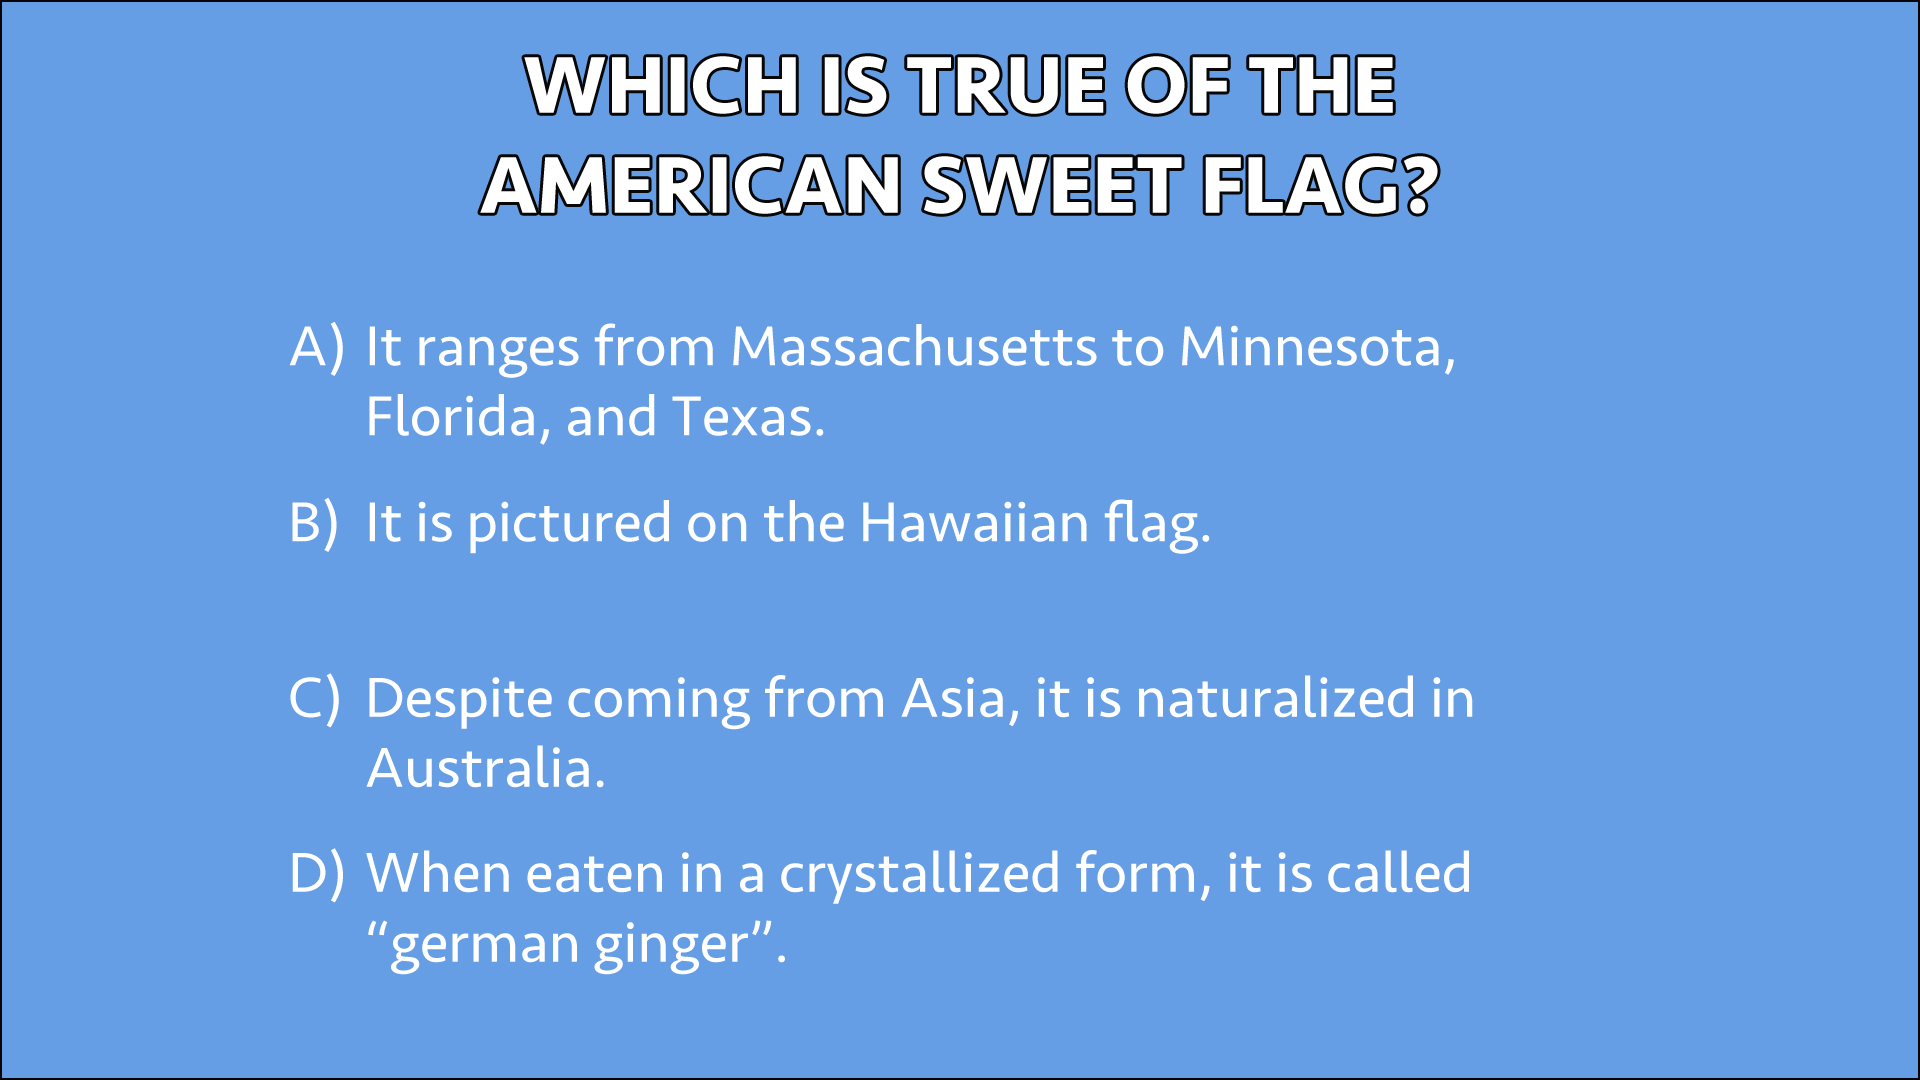 WHICH IS TRUE OF THE
AMERICAN SWEET FLAG?
A) It ranges from Massachusetts to Minnesota,
Florida, and Texas.
B) It is pictured on the Hawaiian flag.
C) Despite coming from Asia, it is naturalized in
Australia.
D) When eaten in a crystallized form, it is called
“german ginger”.